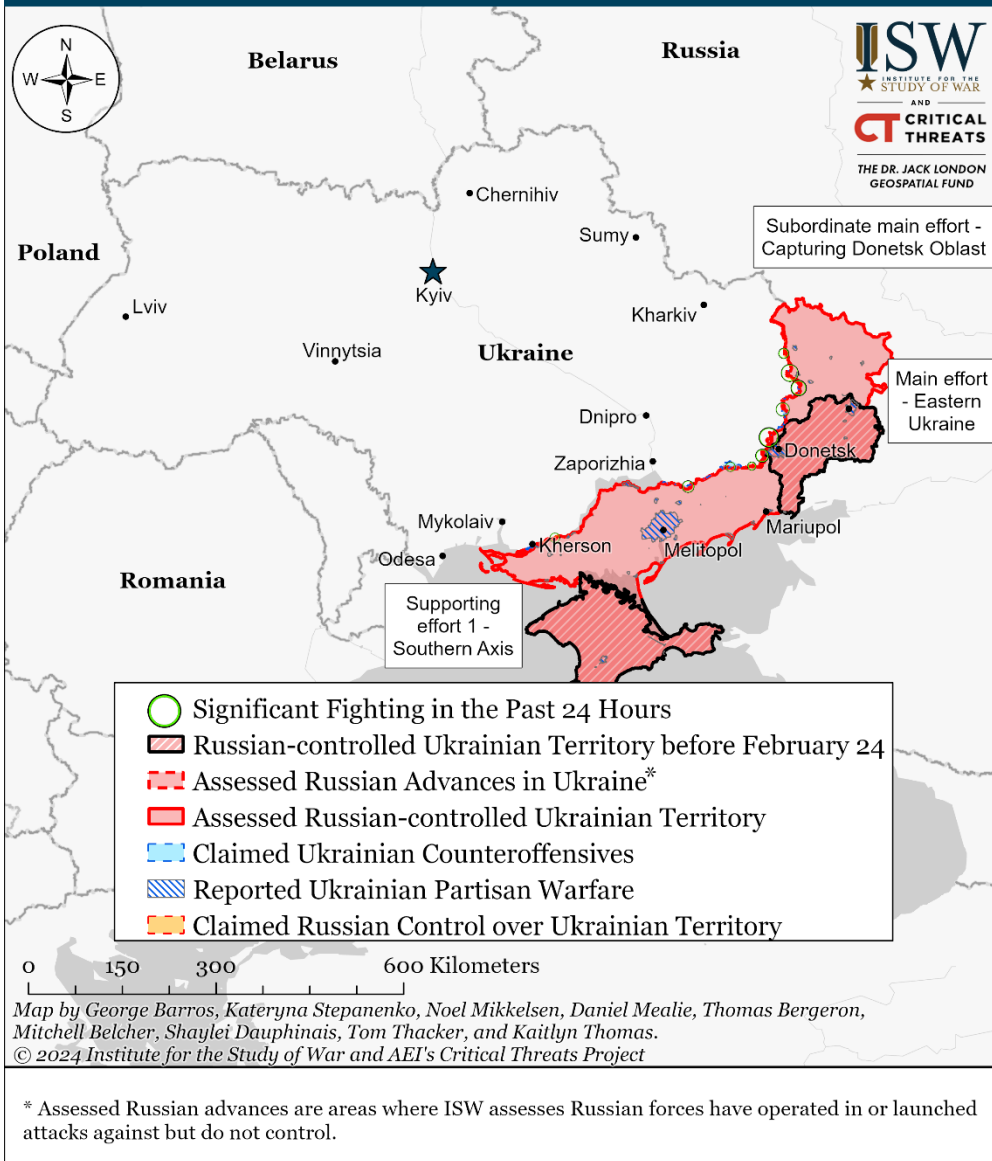 N
W
E
S
Belarus
Russia
ISW
INSTITUTE FOR THE
STUDY OF WAR
AND
CT CRITICAL
THREATS
THE DR. JACK LONDON
GEOSPATIAL FUND
Chernihiv
Subordinate main effort -
Capturing Donetsk Oblast
Sumy
Poland
Kyiv
Lviv
Kharkiv
Vinnytsia
Ukraine
Main effort
- Eastern
Ukraine
Dnipro
Donetsk
Zaporizhia
Mykolaiv
Mariupol
Kherson
Melitopol
Odesa
Romania
Supporting
effort 1 -
Southern Axis
Significant Fighting in the Past 24 Hours
Russian-controlled Ukrainian Territory before February 24
Assessed Russian Advances in Ukraine*
Assessed Russian-controlled Ukrainian Territory
Claimed Ukrainian Counteroffensives
Reported Ukrainian Partisan Warfare
Claimed Russian Control over Ukrainian Territory
0 150 300 600 Kilometers
Map by George Barros, Kateryna Stepanenko, Noel Mikkelsen, Daniel Mealie, Thomas Bergeron,
Mitchell Belcher, Shaylei Dauphinais, Tom Thacker, and Kaitlyn Thomas.
© 2024 Institute for the Study of War and AEI's Critical Threats Project
* Assessed Russian advances are areas where ISW assesses Russian forces have operated in or launched
attacks against but do not control.